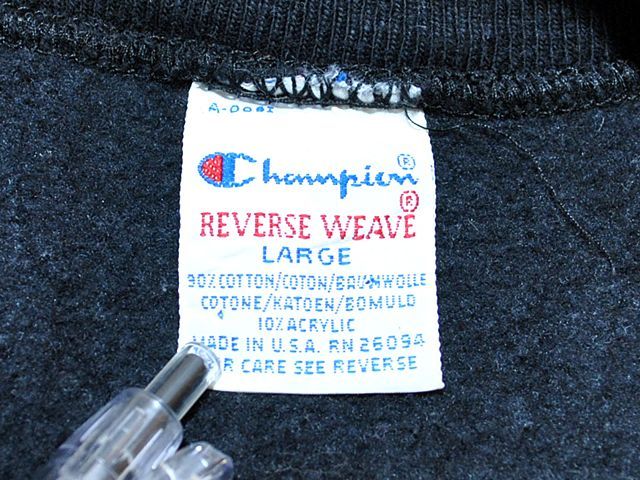 A-0081
Champion®
REVERSE WEAVE®
LARGE
90% COTTON/COTON/BAUMWOLLE
COTONE/KATOEN/BOMULD
10% ACRYLIC
MADE IN U.S.A. RN 26094
CARE SEE REVERSE